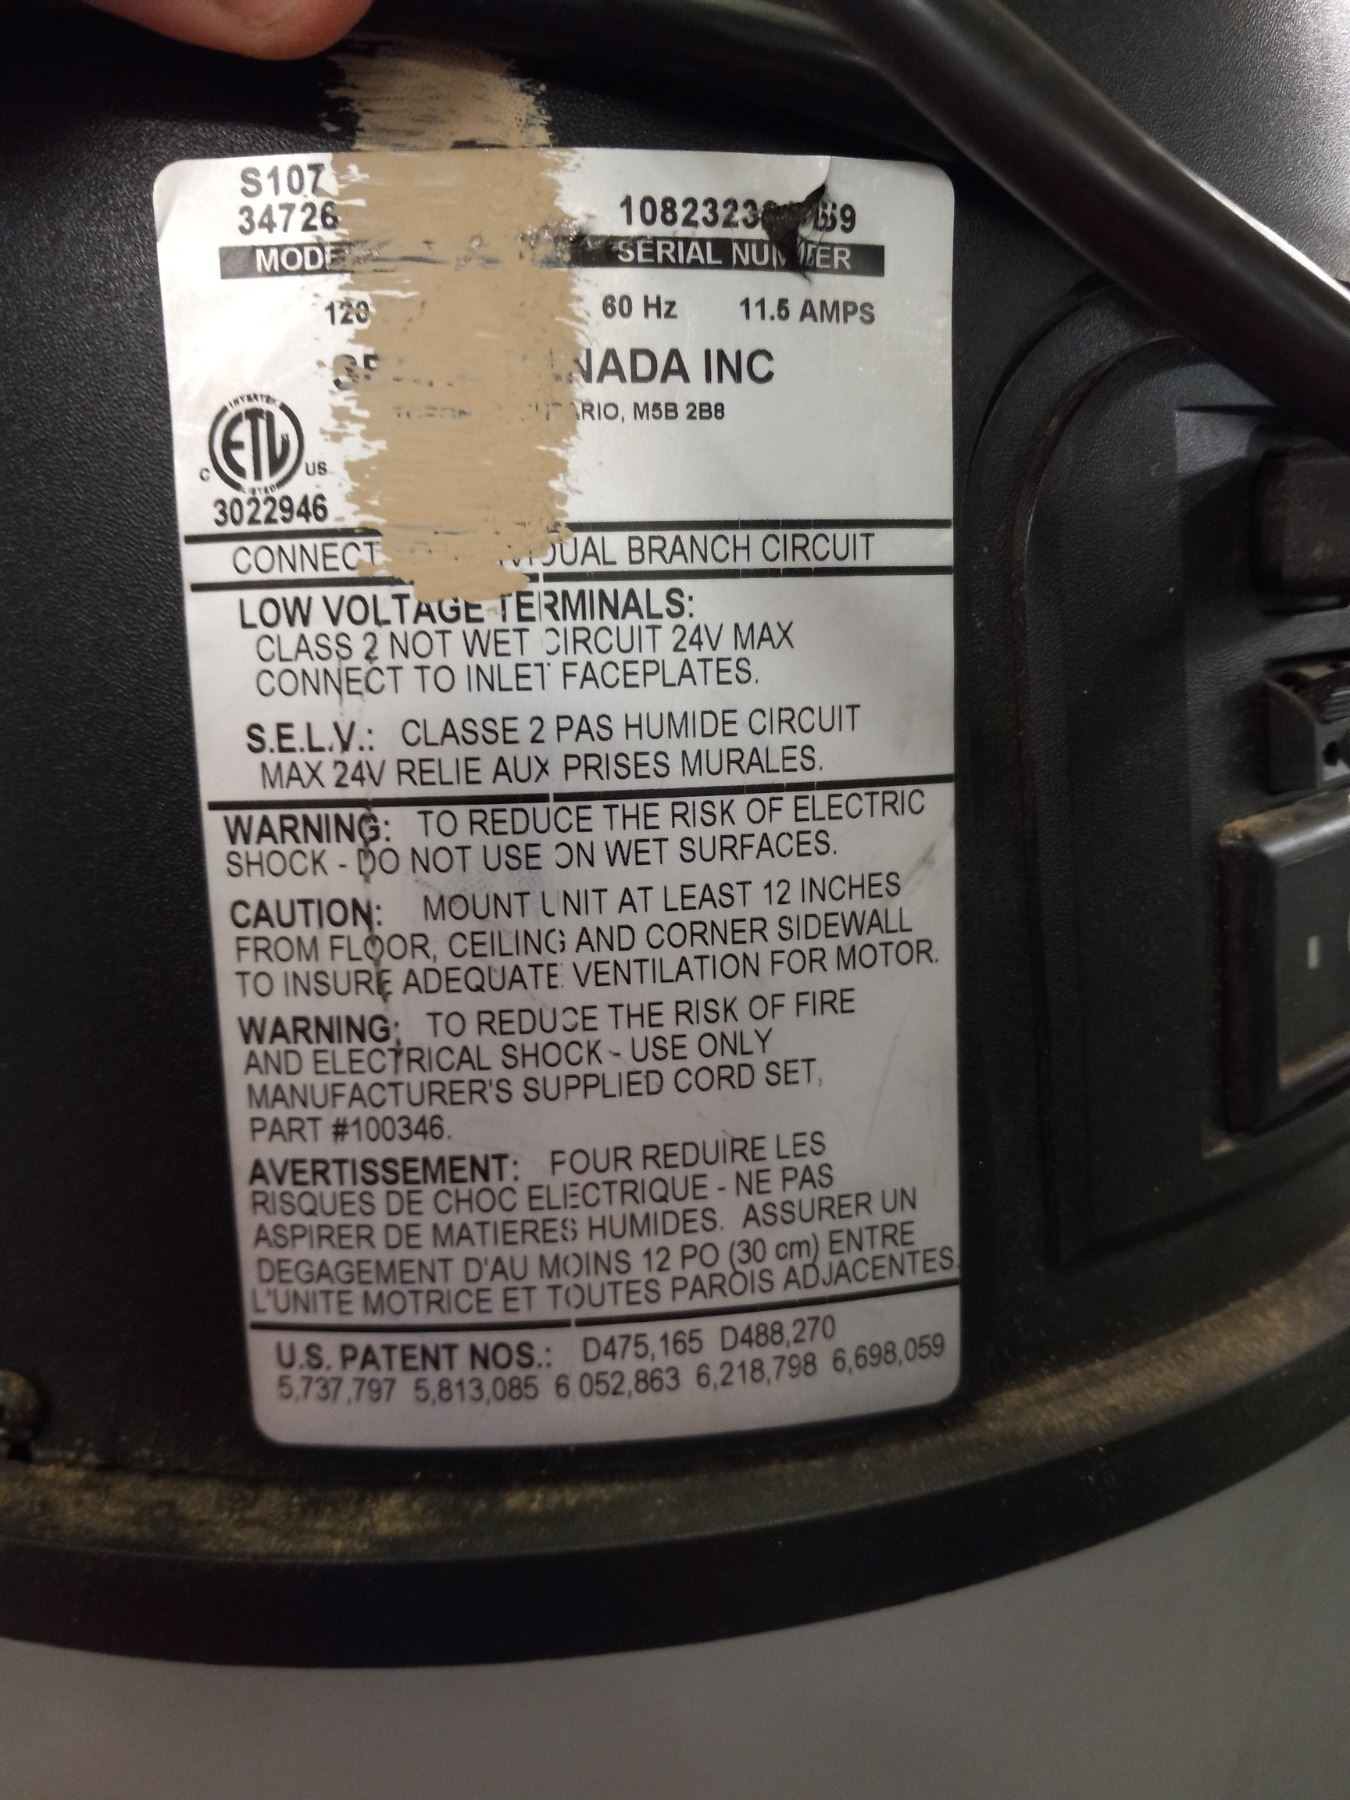 S107
34726
SERIAL NUMBER
60 Hz 11.5 AMPS
INC
M5B 2B8
INTERTEK
ETL
LISTED
C US
3022946
CONNECT BRANCH CIRCUIT
LOW VOLTAGE TERMINALS:
CLASS 2 NOT WET CIRCUIT 24V MAX
CONNECT TO INLET FACEPLATES.
S.E.L.V.: CLASSE 2 PAS HUMIDE CIRCUIT
MAX 24V RELIE AUX PRISES MURALES.
WARNING: TO REDUCE THE RISK OF ELECTRIC
SHOCK - DO NOT USE ON WET SURFACES.
CAUTION: MOUNT UNIT AT LEAST 12 INCHES
FROM FLOOR, CEILING AND CORNER SIDEWALL
TO INSURE ADEQUATE VENTILATION FOR MOTOR.
WARNING: TO REDUCE THE RISK OF FIRE
AND ELECTRICAL SHOCK - USE ONLY
MANUFACTURER'S SUPPLIED CORD SET,
PART #100346.
AVERTISSEMENT: POUR REDUIRE LES
RISQUES DE CHOC ELECTRIQUE - NE PAS
ASPIRER DE MATIERES HUMIDES. ASSURER UN
DEGAGEMENT D'AU MOINS 12 PO (30 cm) ENTRE
L'UNITE MOTRICE ET TOUTES PAROIS ADJACENTES.
U.S. PATENT NOS.: D475,165 D488,270
5,737,797 5,813,085 6,052,863 6,218,798 6,698,059